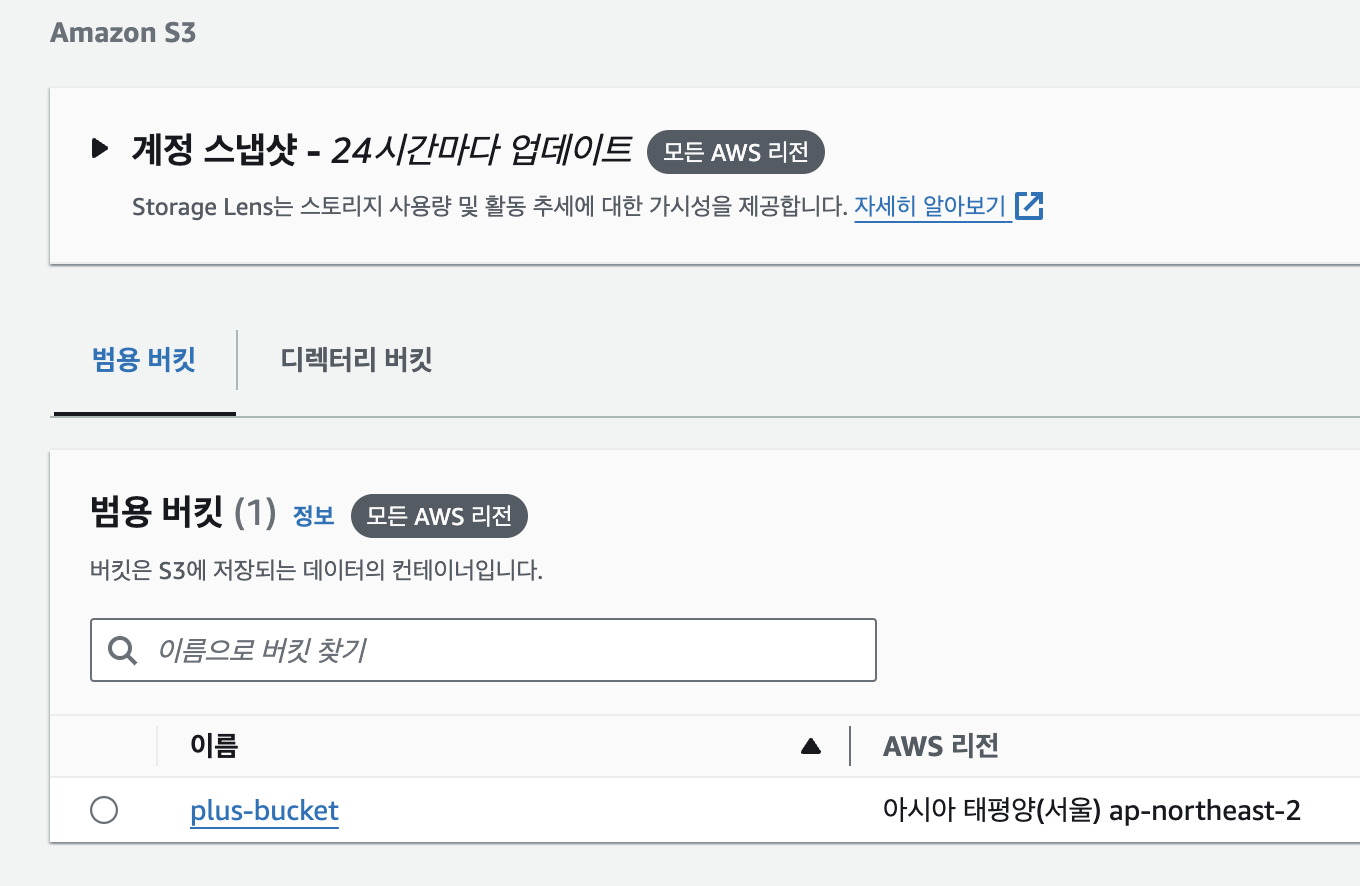 Amazon S3
계정 스냅샷 - 24시간마다 업데이트 모든 AWS 리전
Storage Lens는 스토리지 사용량 및 활동 추세에 대한 가시성을 제공합니다. 자세히 알아보기
범용 버킷 디렉터리 버킷
범용 버킷 (1) 정보 모든 AWS 리전
버킷은 S3에 저장되는 데이터의 컨테이너입니다.
이름으로 버킷 찾기
이름 AWS 리전
plus-bucket 아시아 태평양(서울) ap-northeast-2